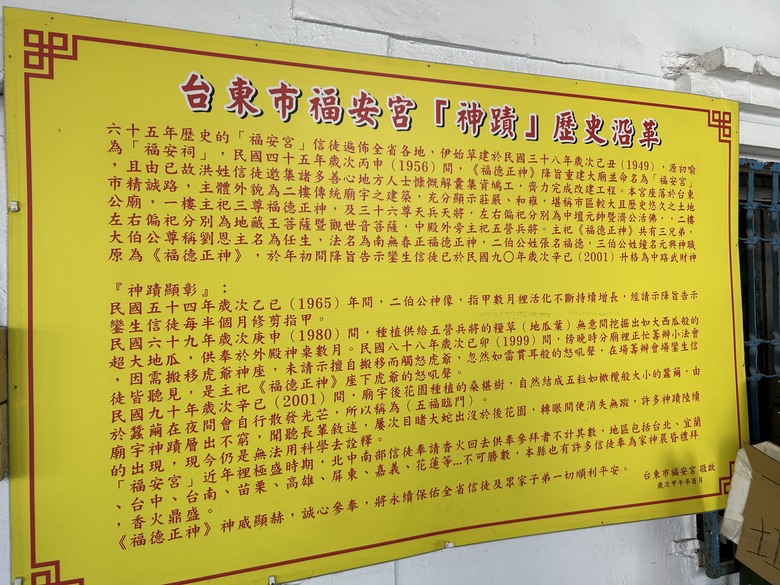 台東市福安宮『神蹟』歷史沿革
六十五年歷史的「福安宮」信徒遍佈全省各地，伊始草建於民國三十八年歲次己丑（1949），源初喻
為「福安祠」，民國四十五年歲次丙申（1956）間，《福德正神》降旨重建大廟並命名為「福安宮」
，且由已故洪姓信徒邀集諸多善心地方人士慷慨解囊集資鳩工，齊力完成改建工程。本宮座落於台東
市精誠路，主體外貌為二樓傳統廟宇之建築，充分顯示莊嚴、和雍，堪稱市區較大且歷史悠久之土地
公廟，一樓主祀三尊福德正神，及三十六尊天兵天將，左右偏祀分別為中壇元帥暨濟公活佛，二樓
左右偏祀分別為地藏王菩薩暨觀世音菩薩，中殿外旁主祀五營兵將。主祀《福德正神》共有三兄弟，
大伯公尊稱劉恩主名為任生，法名為南無春正福德正神，二伯公姓張名福德，三伯公姓鐘名元興神職
原為《福德正神》，於年初間降旨告示鑾生信徒已於民國九〇年歲次辛巳（2001）升格為中路武財神
『神蹟顯彰』：
民國五十四年歲次乙巳（1965）年間，二伯公神像，指甲數月裡活化不斷持續增長，經請示降旨告示
鑾生信徒每半個月修剪指甲。
民國六十九年歲次庚申（1980）間，種植供給五營兵將的糧草（地瓜葉）無意間挖掘出如大西瓜般的
超大地瓜，供奉於外殿神桌數月。民國八十八年歲次己卯（1999）間，傍晚時分廟裡正忙籌辦小法會
，因需搬移虎爺神座，未請示擅自搬移而觸怒虎爺，忽然如雷貫耳般的怒吼聲，在場籌辦會場鑾生信
徒皆聽見，是主祀《福德正神》座下虎爺的怒吼聲。
民國九十年歲次辛巳（2001）間，廟宇後花園種植的桑椹樹，自然結成五粒如橄欖般大小的蠶繭，由
於蠶繭在夜間會自行散發光芒，所以稱為（五福臨門）。
廟宇神蹟層出不窮，聞聽長輩敘述，屢次目睹大蛇出沒於後花園，轉眼間便消失無蹤，許多神蹟陸續
的出現，現今仍是無法用科學去詮釋。
「福安宮」近年裡極盛時期，北中南部信徒奉請香火回去供奉參拜者不計其數，地區包括台北、宜蘭
、台中、台南、苗栗、高雄、屏東、嘉義、花蓮等…不可勝數，本縣也有許多信徒奉為家神晨昏禮拜
，香火鼎盛。
《福德正神》神威顯赫，誠心參奉，將永續保佑全省信徒及眾家子弟一切順利平安。
台東市福安宮 敬啟
歲次甲午年酉月